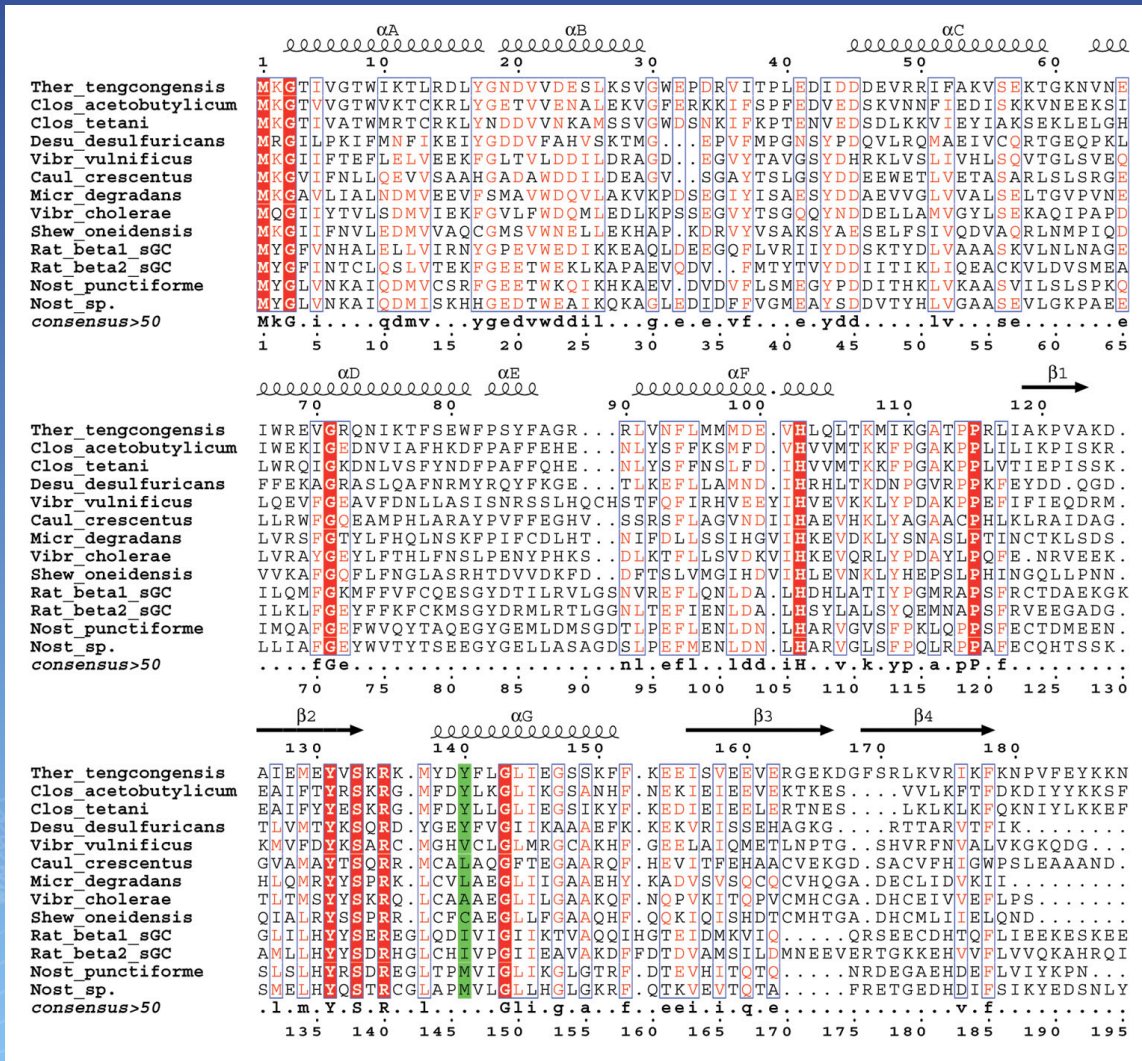 αA αB αC
1 10 20 30 40 50 60
Ther_tengcongensis MKGTIVGTWIKTLRDLYGNDVVDESLKSVGWEPDRVITPLEDIDDDEVRRIFAKVSEKTGKNVNE
Clos_acetobutylicum MKGTVVGTWVKTCRKLYGETVVENALEKVGFERKKIFSPFEDVEDSKVNNFIEDISKKVNEEKSI
Clos_tetani MKGTIVATWMRTCRKLYNDDVVNKAMSSVGWDSNKIFKPTENVEDSDLKKVIEYIAKSEKLELGH
Desu_desulfuricans MRGILPKIFMNFIKEIYGDDVFAHVSKTMG...EPVFMPGNSYPDQVLRQMAEIVCQRTGEQPKL
Vibr_vulnificus MKGIIFTEFLELVEEKFGLTVLDDILDRAGD..EGVYTAVGSYDHRKLVSLIVHLSQVTGLSVEQ
Caul_crescentus MKGVIFNLLQEVVSAAHGADAWDDILDEAGV..SGAYTSLGSYDDEEWETLVETASARLSLSRGE
Micr_degradans MKGAVLIALNDMVEEVFSMAVWDQVLAKVKPDSEGIYISAESYDDAEVVGLVVALSELTGVPVNE
Vibr_cholerae MQGIIYTVLSDMVIEKFGVLFWDQMLEDLKPSSEGVYTSGQQYNDDELLAMVGYLSEKAQIPAPD
Shew_oneidensis MKGIIFNVLEDMVVAQCGMSVWNELLEKHAP.KDRVYVSAKSYAESELFSIVQDVAQRLNMPIQD
Rat_beta1_sGC MYGFVNHALELLVIRNYGPEVWEDIKKEAQLDEEGQFLVRIIYDDSKTYDLVAAASKVLNLNAGE
Rat_beta2_sGC MYGFINTCLQSLVTEKFGEETWEKLKAPAEVQDV..FMTYTVYDDIITIKLIQEACKVLDVSMEA
Nost_punctiforme MYGLVNKAIQDMVCSRFGEETWKQIKHKAEV.DVDVFLSMEGYPDDITHKLVKAASVILSLSPKQ
Nost_sp. MYGLVNKAIQDMISKHHGEDTWEAIKQKAGLEDIDFFVGMEAYSDDVTYHLVGAASEVLGKPAEE
consensus>50 MkG.i....qdmv...ygedvwddil..g.e.e.vf..e.ydd.....lv...se.......e
1 5 10 15 20 25 30 35 40 45 50 55 60 65
αD αE αF β1
70 80 90 100 110 120
Ther_tengcongensis IWREVGRQNIKTFSEWFPSYFAGR...RLVNFLMMMDE.VHLQLTKMIKGATPPRLIAKPVAKD.
Clos_acetobutylicum IWEKIGEDNVIAFHKDFPAFFEHE...NLYSFFKSMFD.VHVVMTKKFPGAKPPLILIKPISKR.
Clos_tetani LWRQIGKDNLVSFYNDFPAFFQHE...NLYSFFNSLFD.IHVVMTKKFPGAKPPLVTIEPISKR.
Desu_desulfuricans FFEKAGRASLQAFNRMYRQYFKGE...TLKEFLLAMND.IHRHLTKDNPGVRPPKFEYDD.QGD.
Vibr_vulnificus LQEVFGEAVFDNLLASISNRSSLHQCHSTFQFIRHVEEYIHVEVKKLYPDAKPPEFIFIEQDRM.
Caul_crescentus LLRWFGQEAMPHLARAYPVFFEGHV..SSRSFLAGVNDIIHAEVHKLYAGAACPHLKLRAIDAG.
Micr_degradans LVRSFGTYLFHQLNSKFPIFCDLHT..NIFDLLSSIHGVIHKEVDKLYSNASLPTINCTKLSDS.
Vibr_cholerae LVRAYGEYLFTHLFNSLPENYPHKS..DLKTFLLSVDKVIHKEVQRLYPDAYLPQFE.NRVEEK.
Shew_oneidensis VVKAFGQFLFNGLASRHTDVVDKFD..DFTSLVMGIHDVIHLEVNKLYHEPSLPHINGQLLPNN.
Rat_beta1_sGC ILQMFGKMFFVFCQESGYDTILRVLGSNVREFLQNLDA.LHDHLATIYPGMRAPSFRCTDAEKGK
Rat_beta2_sGC ILKLFGEYFFKFCKMSGYDRMLRTLGGNLTEFIENLDA.LHSYLALSYQEMNAPSFRVEEGADG.
Nost_punctiforme IMQAFGEFWVQYTAQEGYGEMLDMSGDTLPEFLENLDN.LHARVGVSFPKLQPPSFECTDMEEN.
Nost_sp. LLIAFGEYWVTYTSEEGYGELLASAGDSLPEFMENLDN.LHARVGLSFPQLRPPAFECQHTSSK.
consensus>50 ....fGe.....................nl.efl..ldd.iH..v.k.yp.a.pP.f.........
70 75 80 85 90 95 100 105 110 115 120 125 130
β2 αG β3 β4
130 140 150 160 170 180
Ther_tengcongensis AIEMEYVSKRK.MYDYFLGLIEGSSKFF.KEEISVEEVERGEKDGFSRLKVRIKFKNPVFEYKKN
Clos_acetobutylicum EAIFTYRSKRG.MFDYLKGLIKGSANHF.NEKIEIEEVEKTKES....VVLKFTFDKDIYYKKSF
Clos_tetani EAIFYYESKRG.MFDYLLGLIKGSANHF.KEDIEIEELERTNES....LKLKLKFQKNIYLKKEF
Desu_desulfuricans TLVMTYKSQRD.YGEYFVGIIKAAAEFK.KEKVRISSEHAGKG....RTTARVTFIK.........
Vibr_vulnificus KMVFDYKSARC.MGHVCLGLMRGCAKHF.GEELAIQMETLNPTG...SHVRFNVALVKGKQDG..
Caul_crescentus GVAMAYTSQRR.MCALAQGFTEGAARQF.HEVITFEHAACVEKGD.SACVFHIGWPSLEAAAND.
Micr_degradans HLQMRYYSPRK.LCVLAEGLIIGAAEHY.KADVSVSQCQCVHQGA.DECLIDVKII.........
Vibr_cholerae TLTMSYYSKRQ.LCAAAEGLILGAAKQF.NQPVKITQPVCMHCGA.DHCEIVVEFLPS.......
Shew_oneidensis QIALRYSSPRR.LCFCAEGLLFGAAQHF.QQKIQISHDTCMHTGA.DHCMLIIELQND.......
Rat_beta1_sGC GLILHYYSEREGLQDIVIGIIKTVAQQIHGTEIDMKVIQ.....QRSEECDHTQFLIEEKESKEE
Rat_beta2_sGC AMLLHYYSDREGLCHIVPGIIEAVAKDFFDTDVAMSILDMNEEVERTGKKEHVVFLVVQKAHRQI
Nost_punctiforme SLSLHYRSDREGLTPMVIGLIKGLGTRFDTEVHITQTQ.....NRDEGAEHDEFLVIYKPN....
Nost_sp. SMELHYQSTRCGLAPMVLGLLHGLGKRFQTKVEVTQTA.....FRETGEDHDIFSIKYEDSNLY
consensus>50 .l.m.Y.S.R..l.....Gli.g.a..f..eei.i.q.e.............v.f..........
135 140 145 150 155 160 165 170 175 180 185 190 195